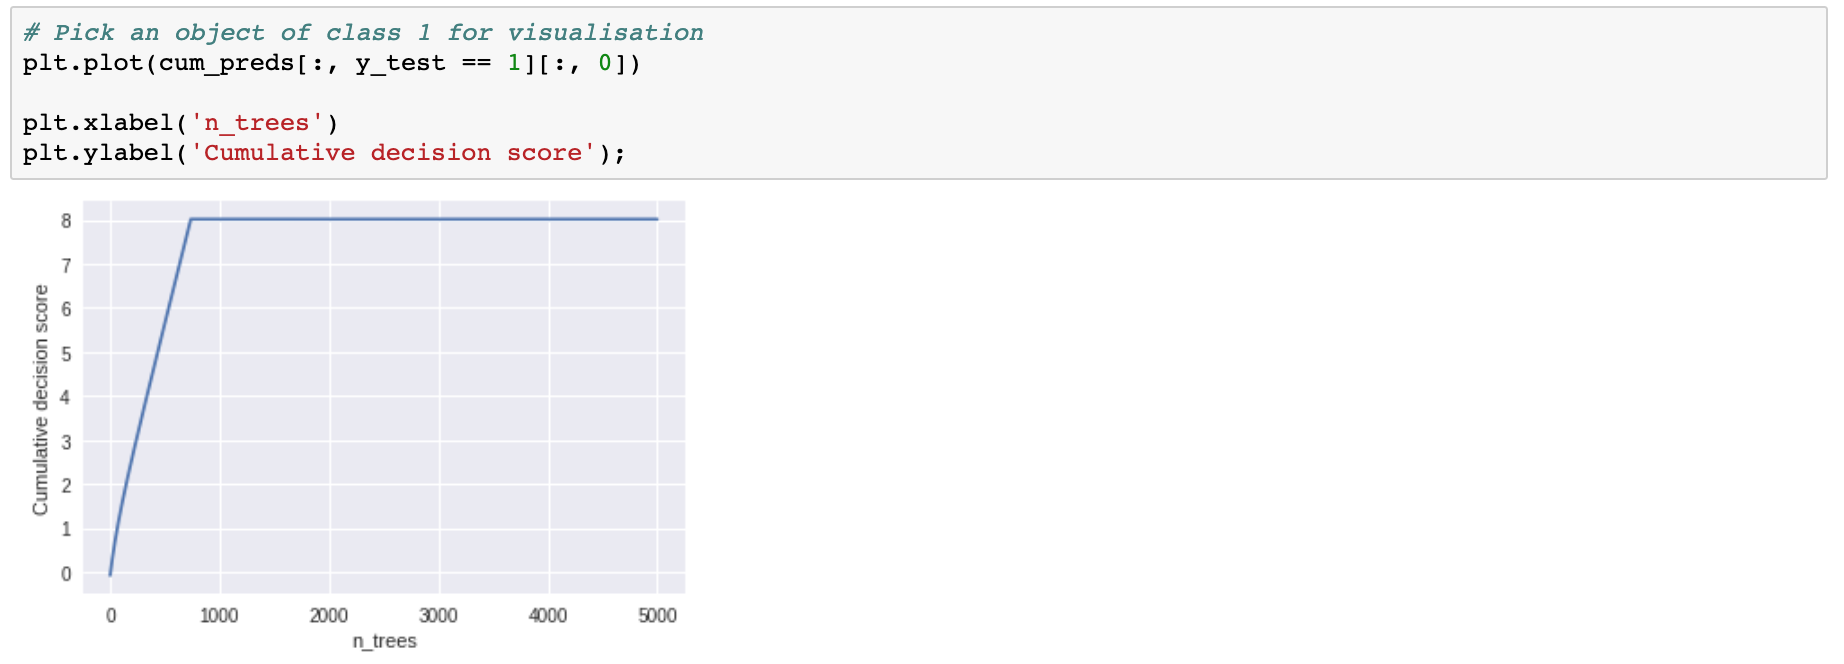 # Pick an object of class 1 for visualisation
plt.plot(cum_preds[:, y_test == 1][:, 0])
plt.xlabel('n_trees')
plt.ylabel('Cumulative decision score');
8
7
6
5
4
3
2
1
0
Cumulative decision score
0 1000 2000 3000 4000 5000
n_trees